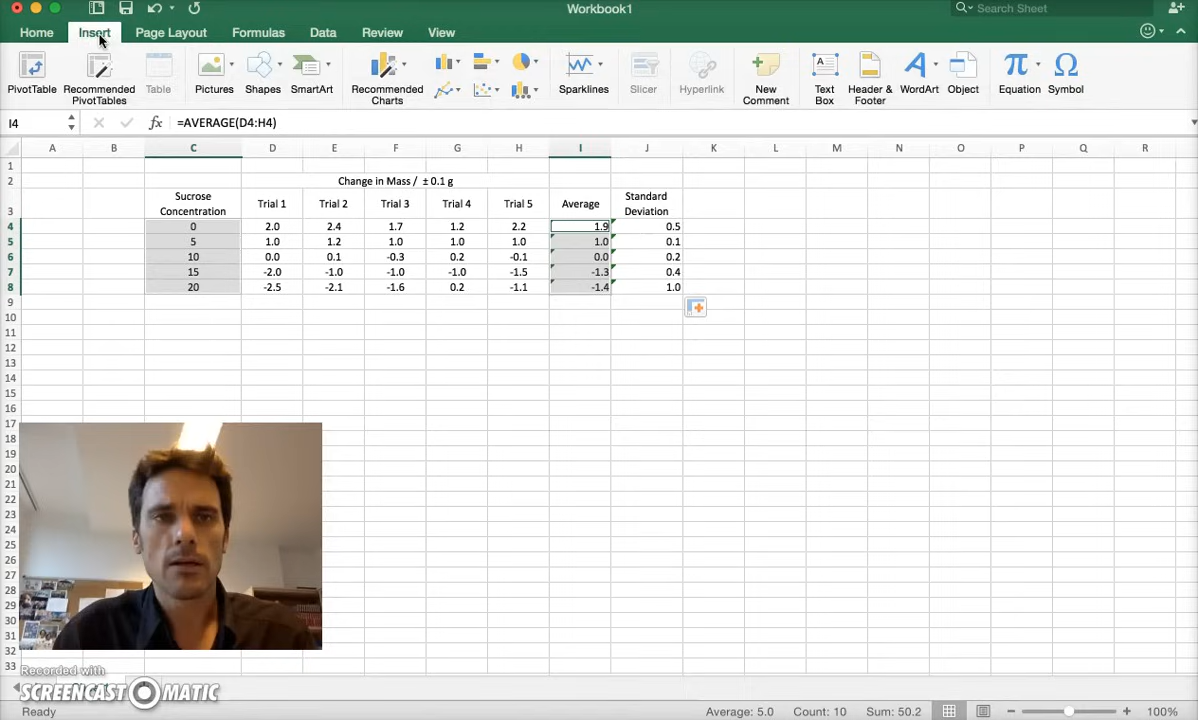 Workbook1
Search Sheet
Home Insert Page Layout Formulas Data Review View
PivotTable Recommended PivotTables Table Pictures Shapes SmartArt Recommended Charts Sparklines Slicer Hyperlink New Comment Text Box Header & Footer WordArt Object Equation Symbol
I4 fx =AVERAGE(D4:H4)
A B C D E F G H I J K L M N O P Q R
1
2 Change in Mass / ± 0.1 g
3 Sucrose Concentration Trial 1 Trial 2 Trial 3 Trial 4 Trial 5 Average Standard Deviation
4 0 2.0 2.4 1.7 1.2 2.2 1.9 0.5
5 5 1.0 1.2 1.0 1.0 1.0 1.0 0.1
6 10 0.0 0.1 -0.3 0.2 -0.1 0.0 0.2
7 15 -2.0 -1.0 -1.0 -1.0 -1.5 -1.3 0.4
8 20 -2.5 -2.1 -1.6 0.2 -1.1 -1.4 1.0
9
10
11
12
13
14
15
16
17
18
19
20
21
22
23
24
25
26
27
28
29
30
31
32
33
Recorded with
SCREENCAST-O-MATIC
Ready Average: 5.0 Count: 10 Sum: 50.2 100%